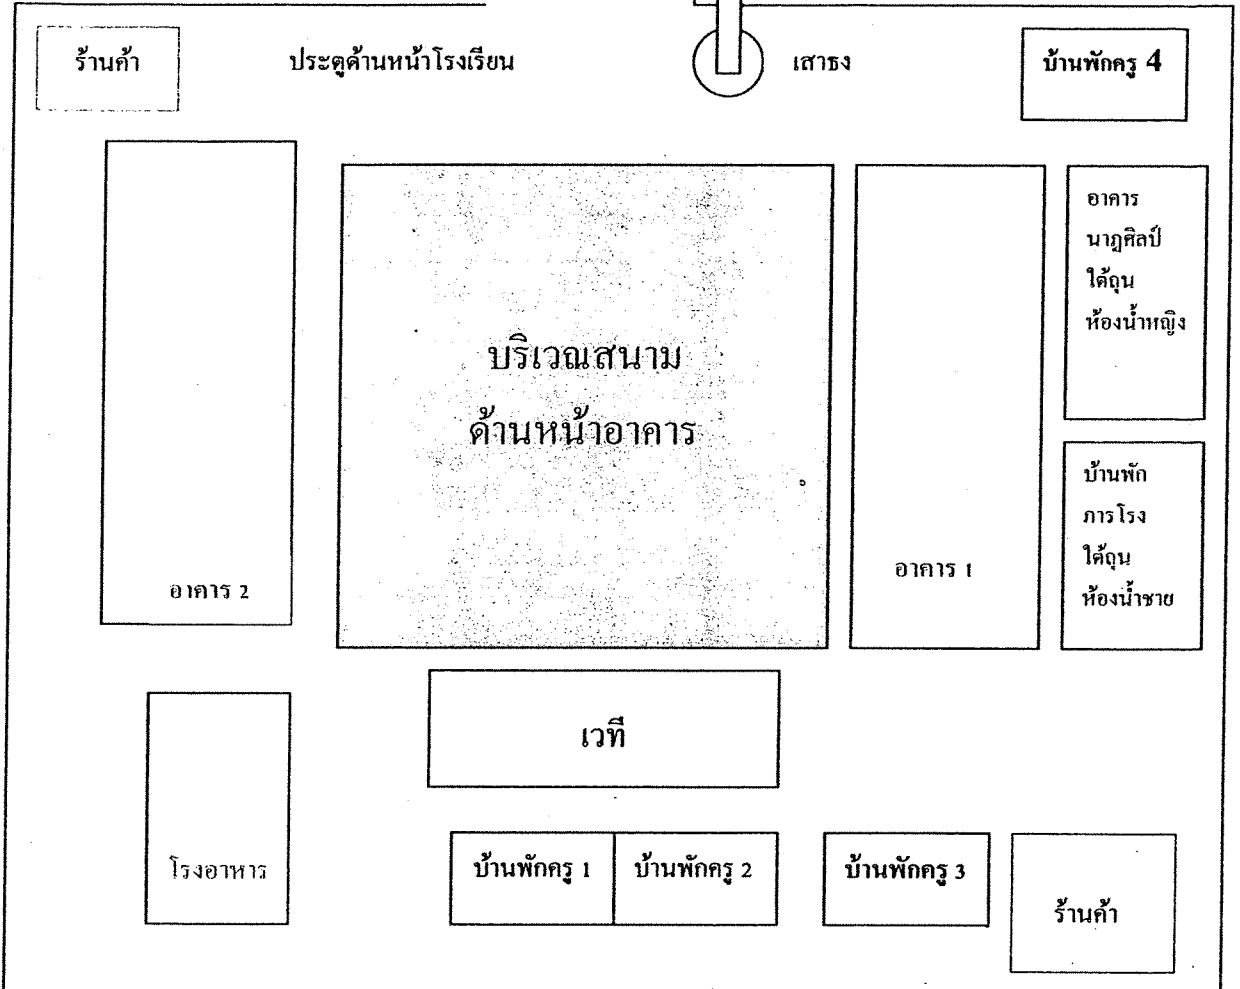 ร้านค้า
ประตูด้านหน้าโรงเรียน
เสาธง
บ้านพักครู 4
อาคาร
นาฎศิลป์
ใต้ถุน
ห้องน้ำหญิง
บริเวณสนาม
ด้านหน้าอาคาร
บ้านพัก
ภารโรง
ใต้ถุน
ห้องน้ำชาย
อาคาร 2
อาคาร 1
เวที
โรงอาหาร
บ้านพักครู 1
บ้านพักครู 2
บ้านพักครู 3
ร้านค้า